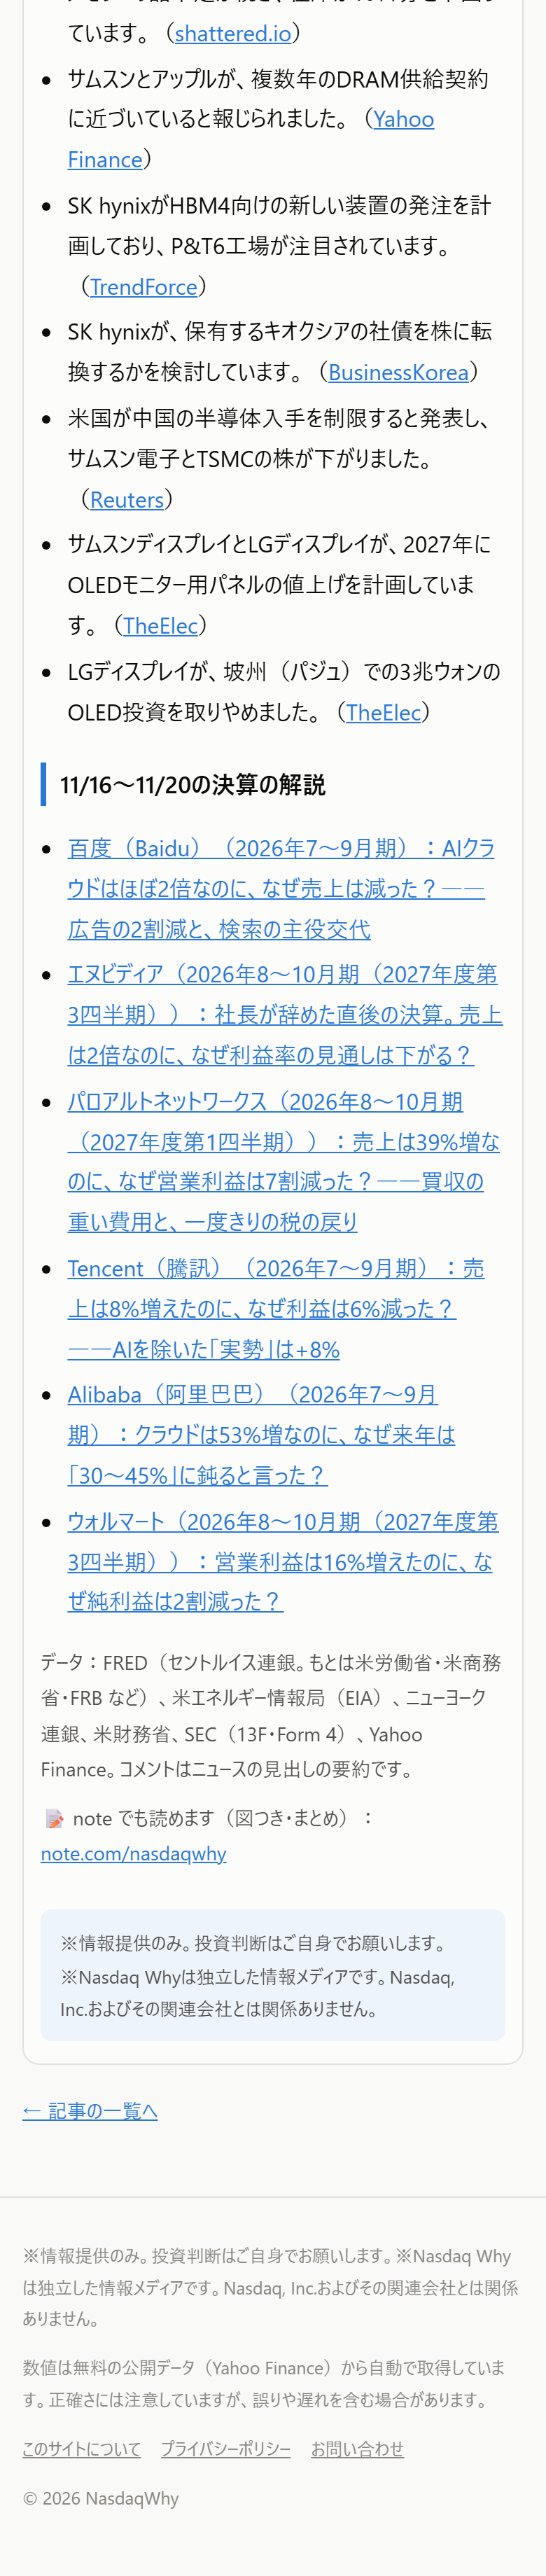 ています。（shattered.io）
サムスンとアップルが、複数年のDRAM供給契約
に近づいていると報じられました。（Yahoo
Finance）
SK hynixがHBM4向けの新しい装置の発注を計
画しており、P&T6工場が注目されています。
（TrendForce）
SK hynixが、保有するキオクシアの社債を株に転
換するかを検討しています。（BusinessKorea）
米国が中国の半導体入手を制限すると発表し、
サムスン電子とTSMCの株が下がりました。
（Reuters）
サムスンディスプレイとLGディスプレイが、2027年に
OLEDモニター用パネルの値上げを計画していま
す。（TheElec）
LGディスプレイが、坡州（パジュ）での3兆ウォンの
OLED投資を取りやめました。（TheElec）
11/16〜11/20の決算の解説
百度（Baidu）（2026年7〜9月期）：AIクラ
ウドはほぼ2倍なのに、なぜ売上は減った？――
広告の2割減と、検索の主役交代
エヌビディア（2026年8〜10月期（2027年度第
3四半期））：社長が辞めた直後の決算。売上
は2倍なのに、なぜ利益率の見通しは下がる？
パロアルトネットワークス（2026年8〜10月期
（2027年度第1四半期））：売上は39%増な
のに、なぜ営業利益は7割減った？――買収の
重い費用と、一度きりの税の戻り
Tencent（騰訊）（2026年7〜9月期）：売
上は8%増えたのに、なぜ利益は6%減った？
――AIを除いた「実勢」は+8%
Alibaba（阿里巴巴）（2026年7〜9月
期）：クラウドは53%増なのに、なぜ来年は
「30〜45%」に鈍ると言った？
ウォルマート（2026年8〜10月期（2027年度第
3四半期））：営業利益は16%増えたのに、な
ぜ純利益は2割減った？
データ：FRED（セントルイス連銀。もとは米労働省・米商務
省・FRB など）、米エネルギー情報局（EIA）、ニューヨーク
連銀、米財務省、SEC（13F・Form 4）、Yahoo
Finance。コメントはニュースの見出しの要約です。
📝 note でも読めます（図つき・まとめ）：
note.com/nasdaqwhy
※情報提供のみ。投資判断はご自身でお願いします。
※Nasdaq Whyは独立した情報メディアです。Nasdaq,
Inc.およびその関連会社とは関係ありません。
← 記事の一覧へ
※情報提供のみ。投資判断はご自身でお願いします。※Nasdaq Why
は独立した情報メディアです。Nasdaq, Inc.およびその関連会社とは関係
ありません。
数値は無料の公開データ（Yahoo Finance）から自動で取得していま
す。正確さには注意していますが、誤りや遅れを含む場合があります。
このサイトについて プライバシーポリシー お問い合わせ
© 2026 NasdaqWhy